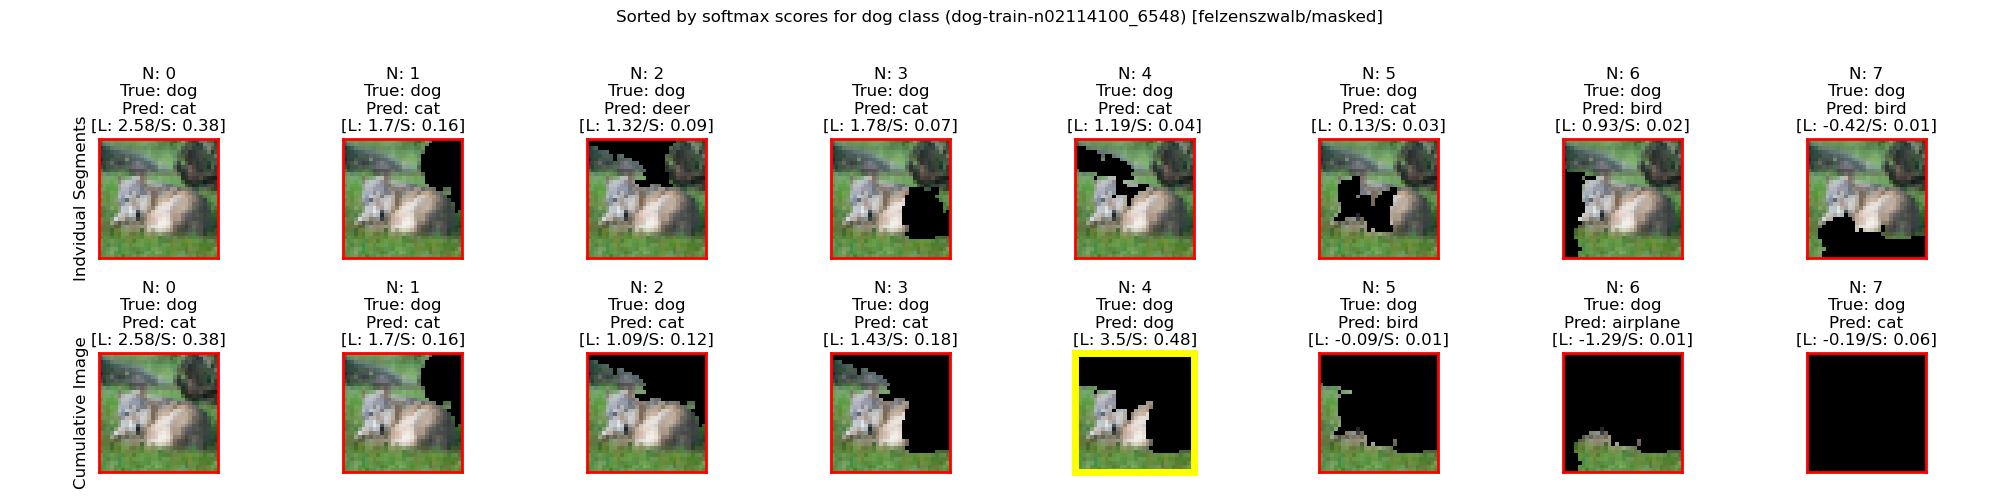 Sorted by softmax scores for dog class (dog-train-n02114100_6548) [felzenszwalb/masked]
Indvidual Segments
N: 0
True: dog
Pred: cat
[L: 2.58/S: 0.38]
N: 1
True: dog
Pred: cat
[L: 1.7/S: 0.16]
N: 2
True: dog
Pred: deer
[L: 1.32/S: 0.09]
N: 3
True: dog
Pred: cat
[L: 1.78/S: 0.07]
N: 4
True: dog
Pred: cat
[L: 1.19/S: 0.04]
N: 5
True: dog
Pred: cat
[L: 0.13/S: 0.03]
N: 6
True: dog
Pred: bird
[L: 0.93/S: 0.02]
N: 7
True: dog
Pred: bird
[L: -0.42/S: 0.01]
Cumulative Image
N: 0
True: dog
Pred: cat
[L: 2.58/S: 0.38]
N: 1
True: dog
Pred: cat
[L: 1.7/S: 0.16]
N: 2
True: dog
Pred: cat
[L: 1.09/S: 0.12]
N: 3
True: dog
Pred: cat
[L: 1.43/S: 0.18]
N: 4
True: dog
Pred: dog
[L: 3.5/S: 0.48]
N: 5
True: dog
Pred: bird
[L: -0.09/S: 0.01]
N: 6
True: dog
Pred: airplane
[L: -1.29/S: 0.01]
N: 7
True: dog
Pred: cat
[L: -0.19/S: 0.06]